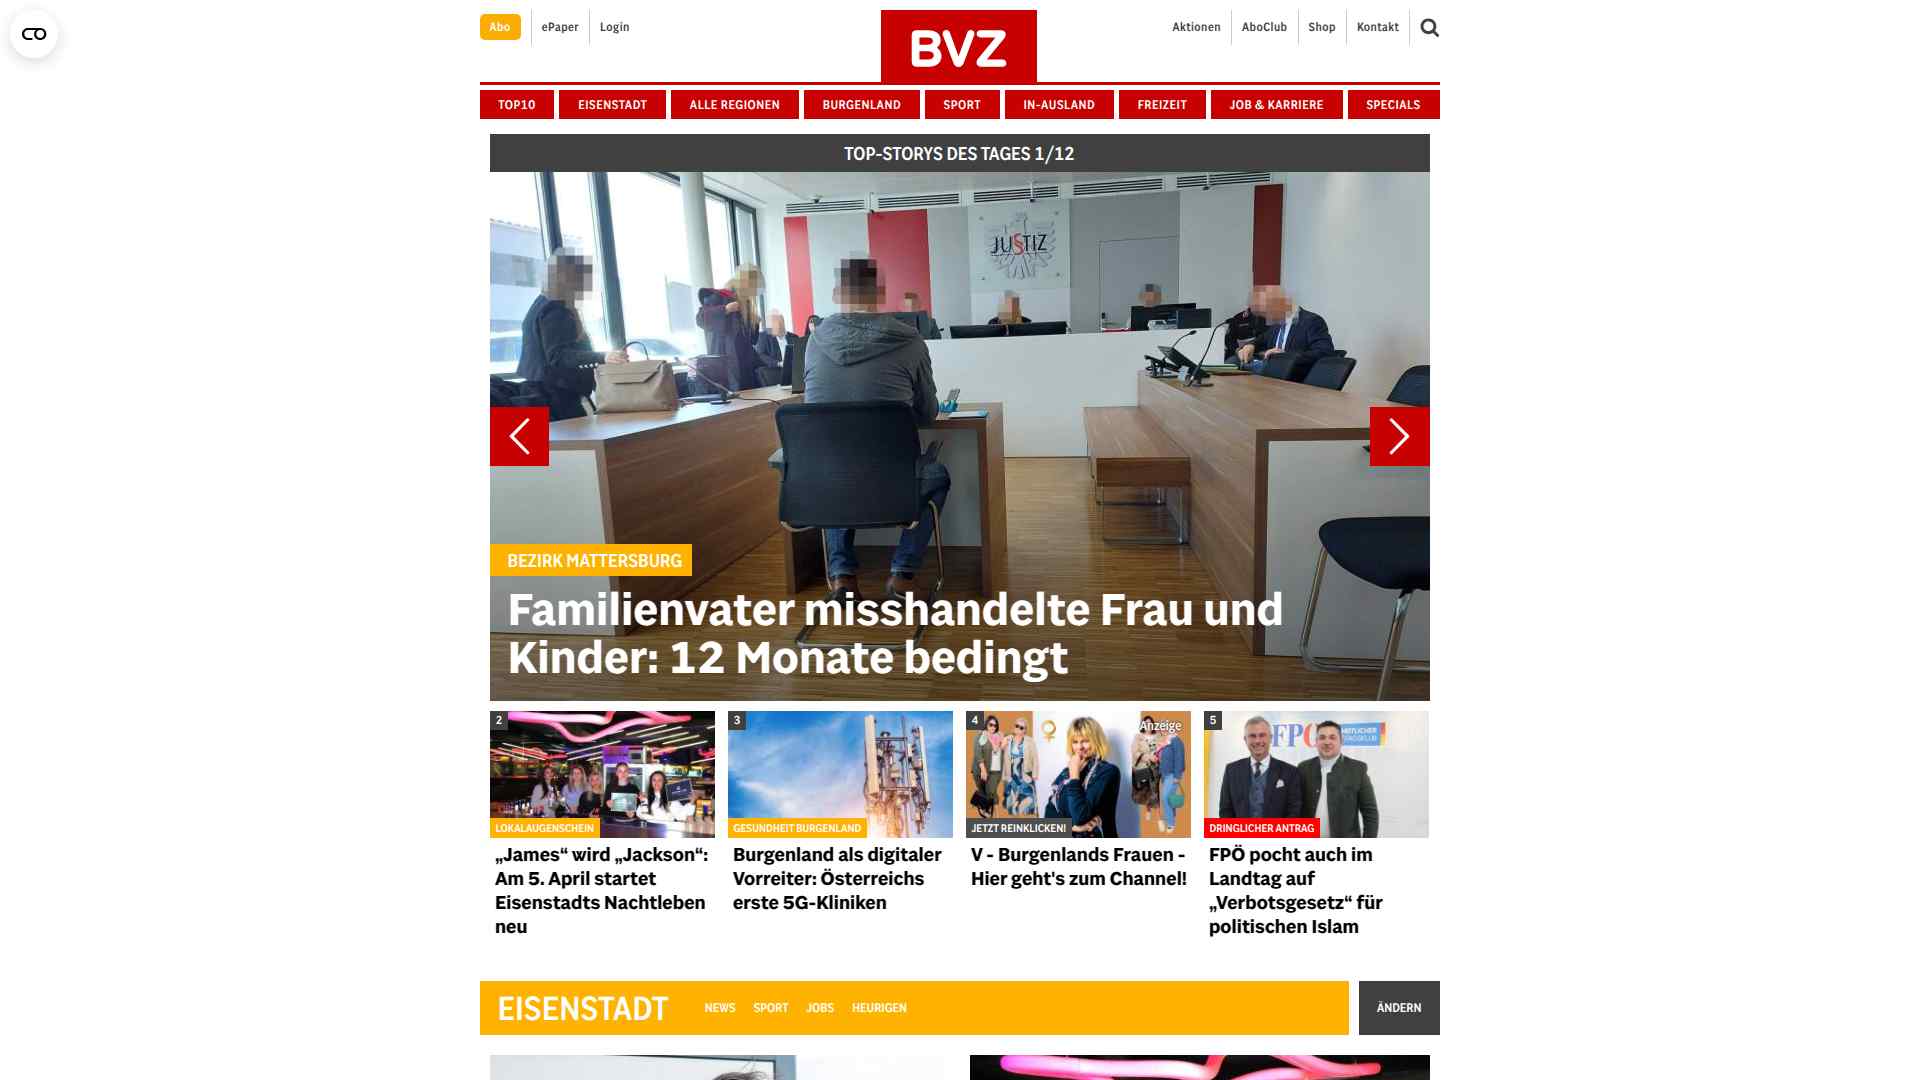 Abo
ePaper
Login
BVZ
Aktionen
AboClub
Shop
Kontakt
TOP10
EISENSTADT
ALLE REGIONEN
BURGENLAND
SPORT
IN-AUSLAND
FREIZEIT
JOB & KARRIERE
SPECIALS
TOP-STORYS DES TAGES 1/12
JUSTIZ
BEZIRK MATTERSBURG
Familienvater misshandelte Frau und
Kinder: 12 Monate bedingt
2
LOKALAUGENSCHEIN
„James“ wird „Jackson“:
Am 5. April startet
Eisenstadts Nachtleben
neu
3
GESUNDHEIT BURGENLAND
Burgenland als digitaler
Vorreiter: Österreichs
erste 5G-Kliniken
4
Anzeige
JETZT REINKLICKEN!
V - Burgenlands Frauen -
Hier geht's zum Channel!
5
FPÖ
DRINGLICHER ANTRAG
FPÖ pocht auch im
Landtag auf
„Verbotsgesetz“ für
politischen Islam
EISENSTADT
NEWS
SPORT
JOBS
HEURIGEN
ÄNDERN